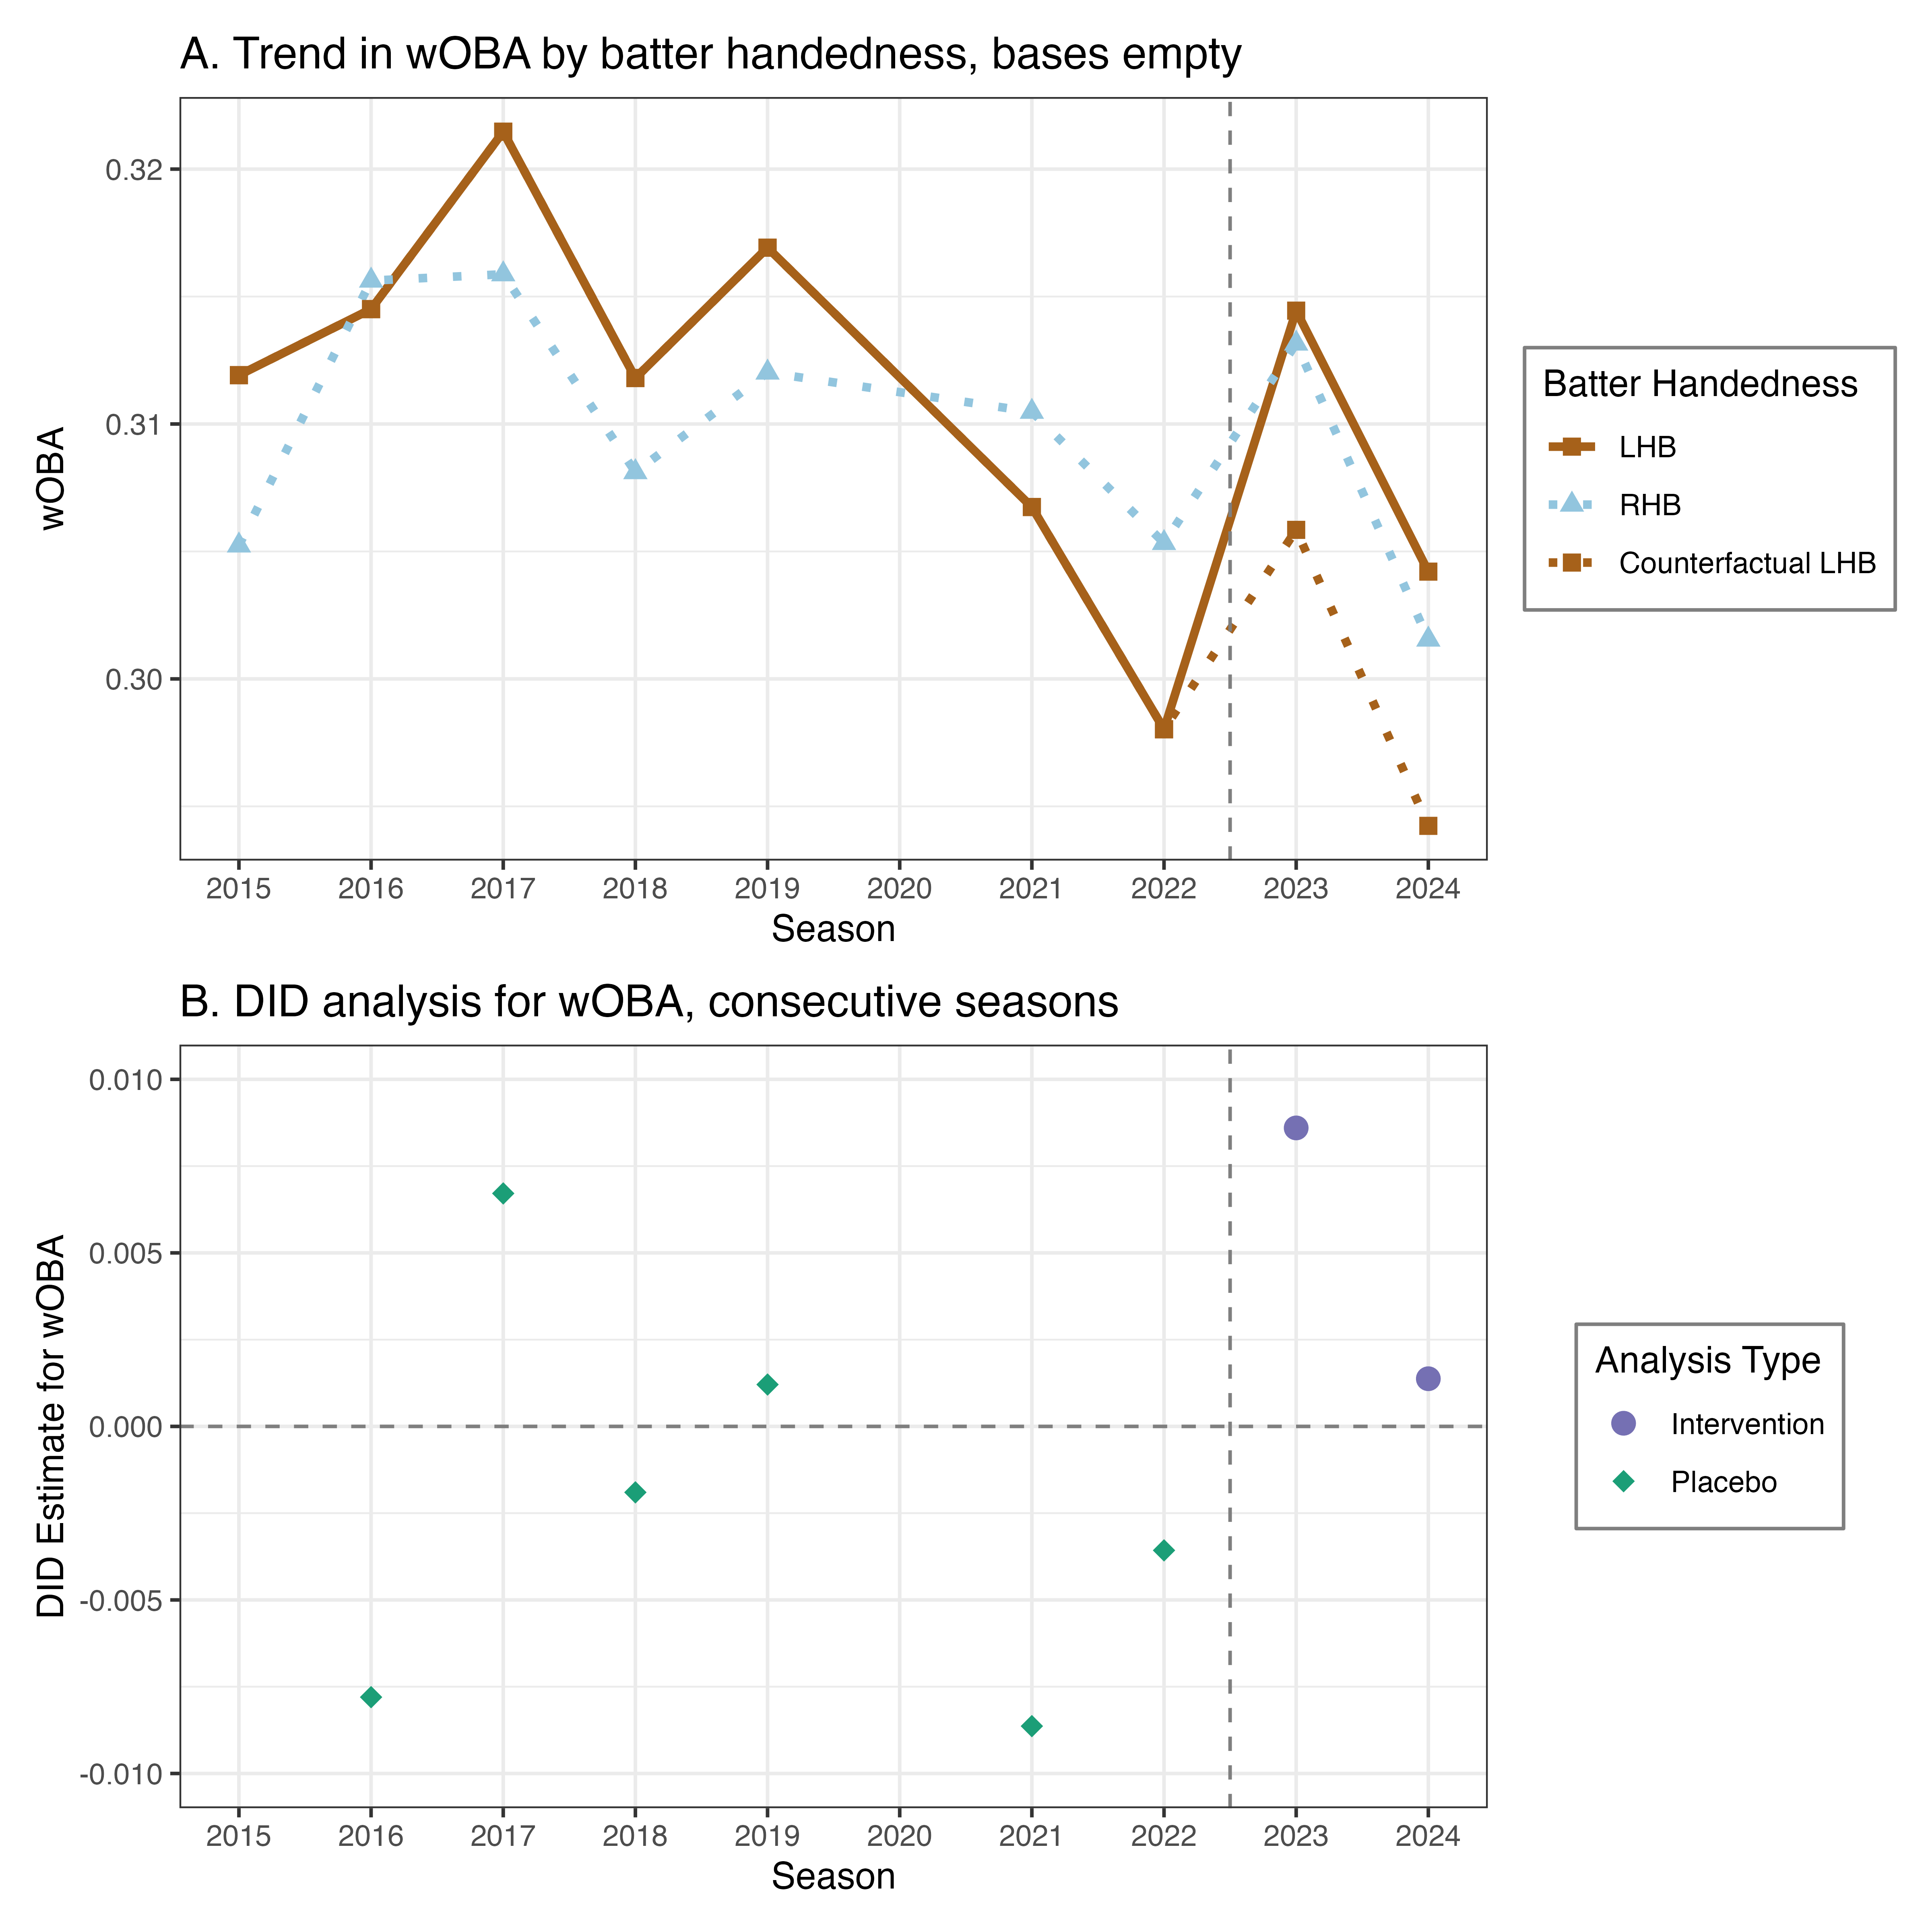 A. Trend in wOBA by batter handedness, bases empty
wOBA
0.32
0.31
0.30
2015 2016 2017 2018 2019 2020 2021 2022 2023 2024
Season
Batter Handedness
LHB
RHB
Counterfactual LHB
B. DID analysis for wOBA, consecutive seasons
DID Estimate for wOBA
0.010
0.005
0.000
-0.005
-0.010
2015 2016 2017 2018 2019 2020 2021 2022 2023 2024
Season
Analysis Type
Intervention
Placebo